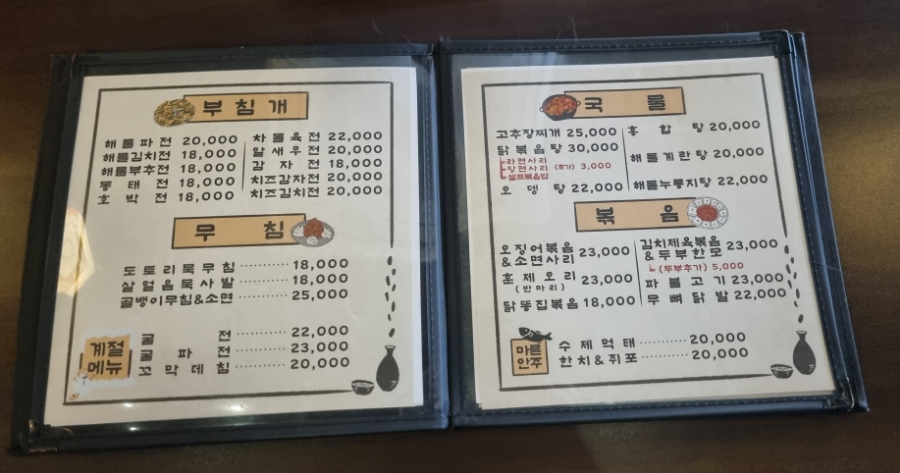 부침개
해물파전 20,000
해물김치전 18,000
해물부추전 18,000
동태전 18,000
호박전 18,000
차돌육전 22,000
알새우전 20,000
감자전 18,000
치즈감자전 20,000
치즈김치전 20,000
무침
도토리묵무침 18,000
살얼음묵사발 18,000
골뱅이무침&소면 25,000
계절
메뉴
굴전 22,000
굴파전 23,000
꼬막데침 20,000
국물
고추장찌개 25,000
닭볶음탕 30,000
라면사리
당면사리 (추가) 3,000
셀프볶음밥
오뎅탕 22,000
홍합탕 20,000
해물계란탕 20,000
해물누룽지탕 22,000
볶음
오징어볶음
&소면사리 23,000
훈제오리
(반마리) 23,000
닭똥집볶음 18,000
김치제육볶음
&두부한모 23,000
ㄴ(두부추가) 5,000
파불고기 23,000
무뼈닭발 22,000
마른
안주
수제먹태 20,000
한치&쥐포 20,000